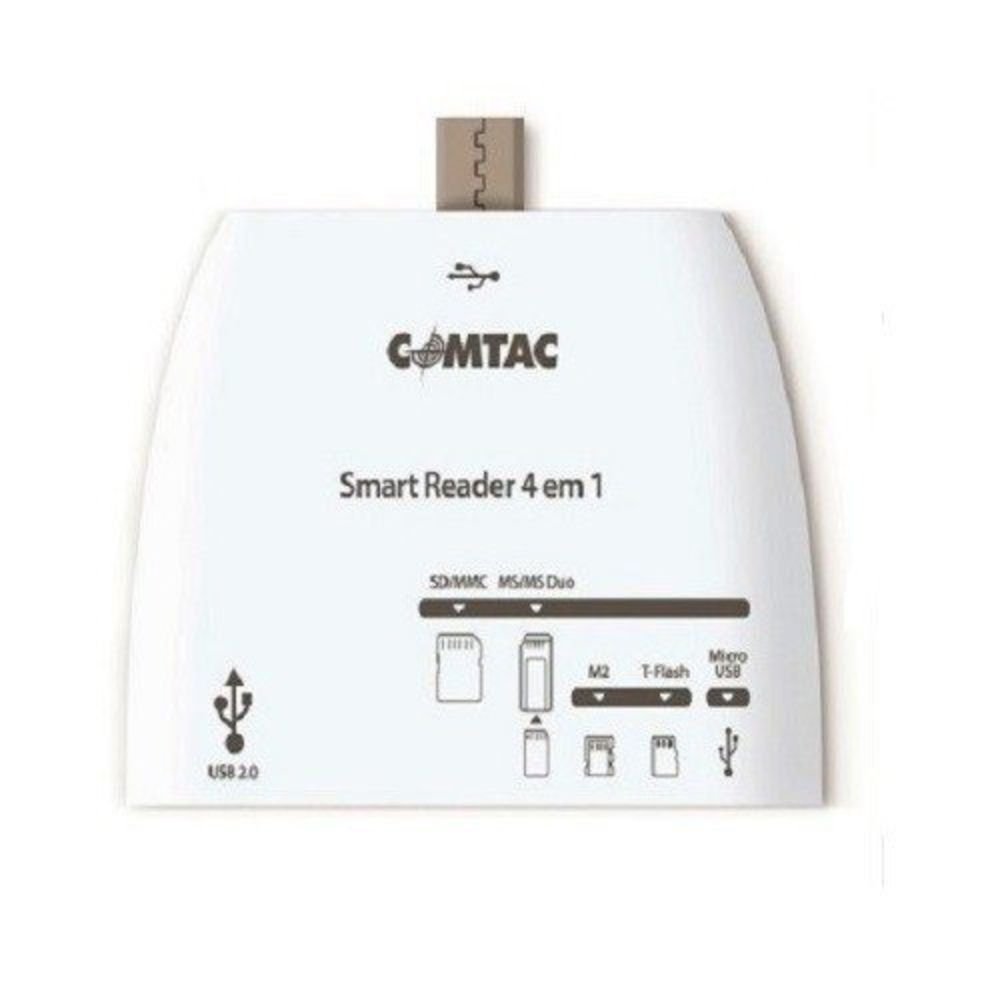 COMTAC
Smart Reader 4 em 1
SD/MMC MS/MS Duo
M2 T-Flash Micro USB
USB 2.0